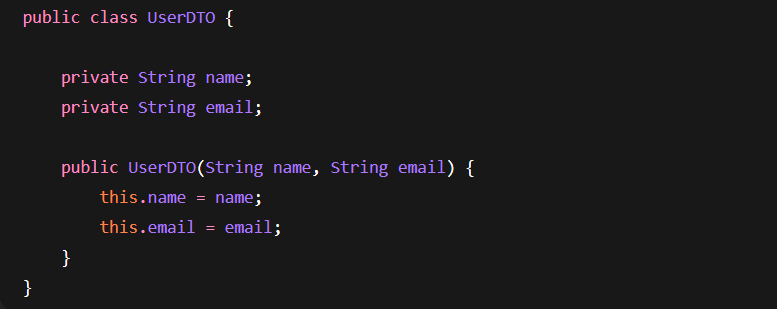 public class UserDTO {
private String name;
private String email;
public UserDTO(String name, String email) {
this.name = name;
this.email = email;
}
}